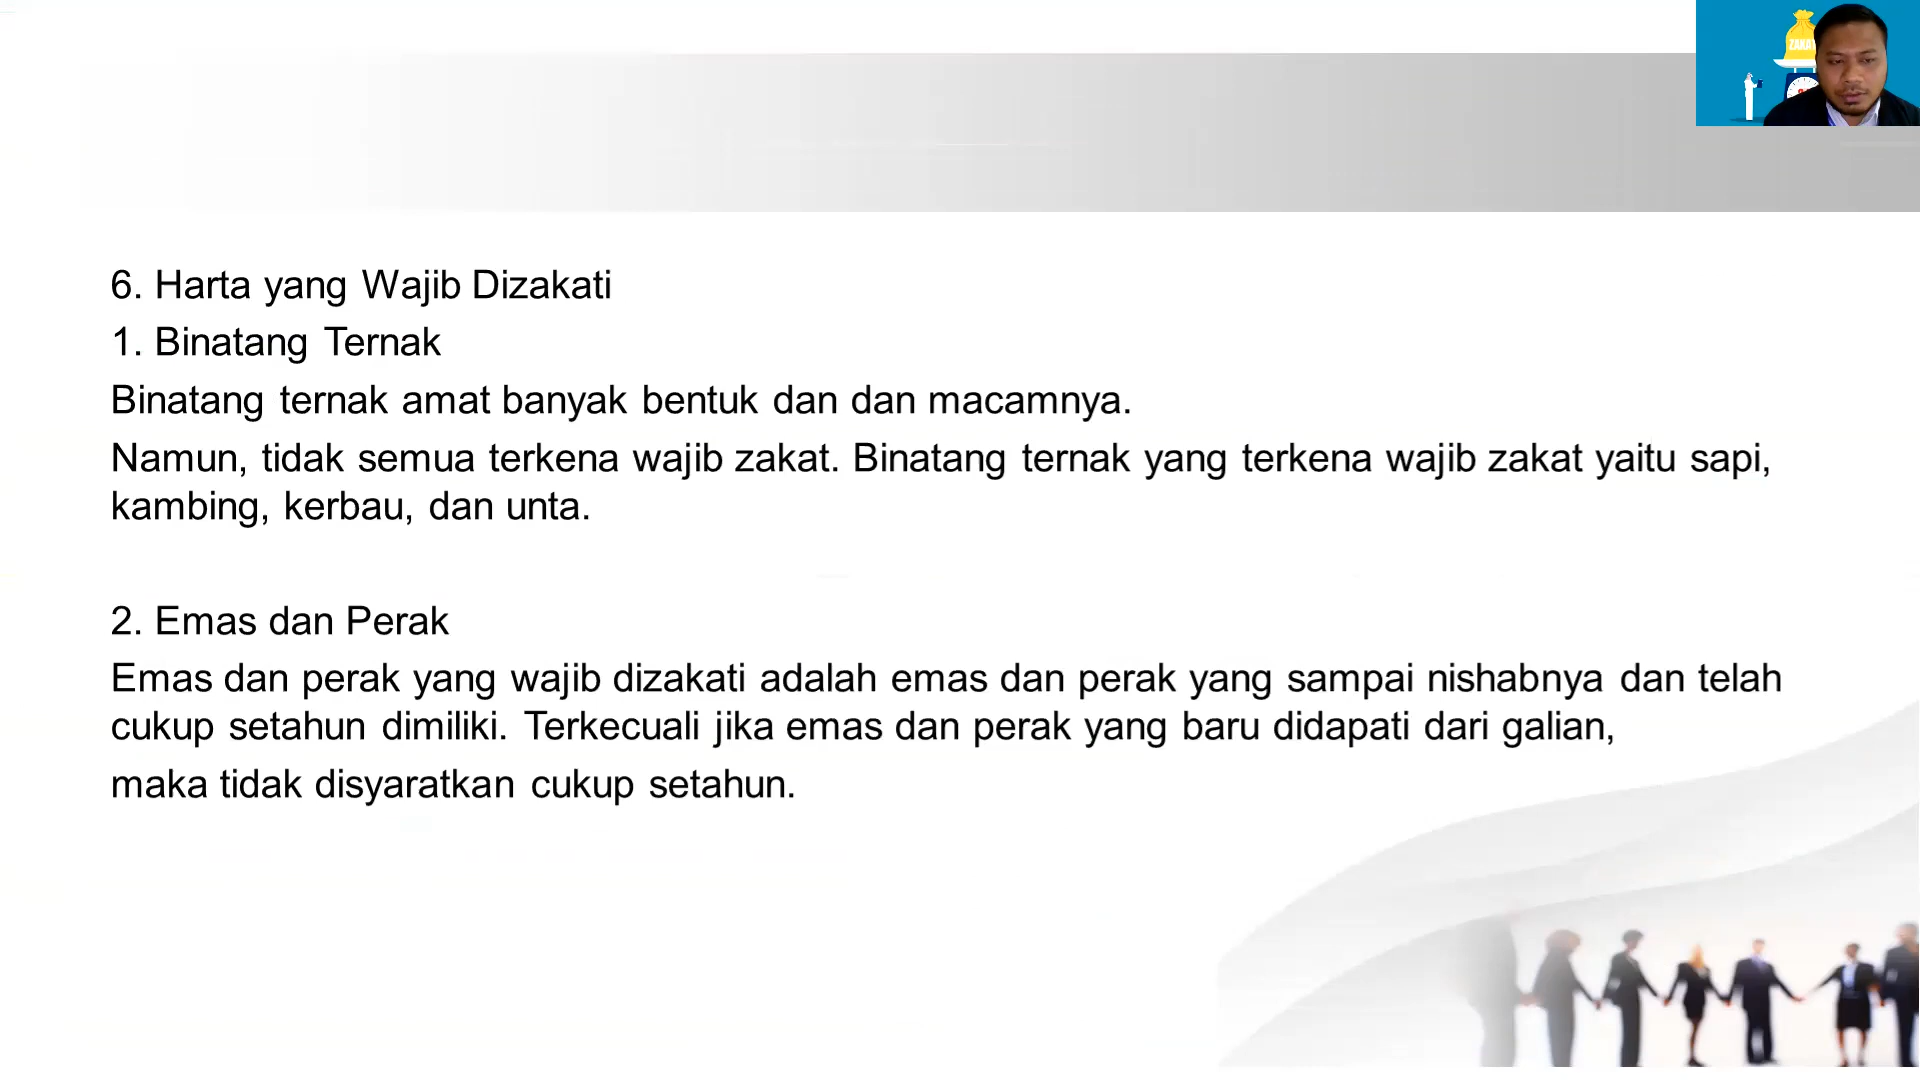 ZAKA
6. Harta yang Wajib Dizakati
1. Binatang Ternak
Binatang ternak amat banyak bentuk dan dan macamnya.
Namun, tidak semua terkena wajib zakat. Binatang ternak yang terkena wajib zakat yaitu sapi,
kambing, kerbau, dan unta.
2. Emas dan Perak
Emas dan perak yang wajib dizakati adalah emas dan perak yang sampai nishabnya dan telah
cukup setahun dimiliki. Terkecuali jika emas dan perak yang baru didapati dari galian,
maka tidak disyaratkan cukup setahun.